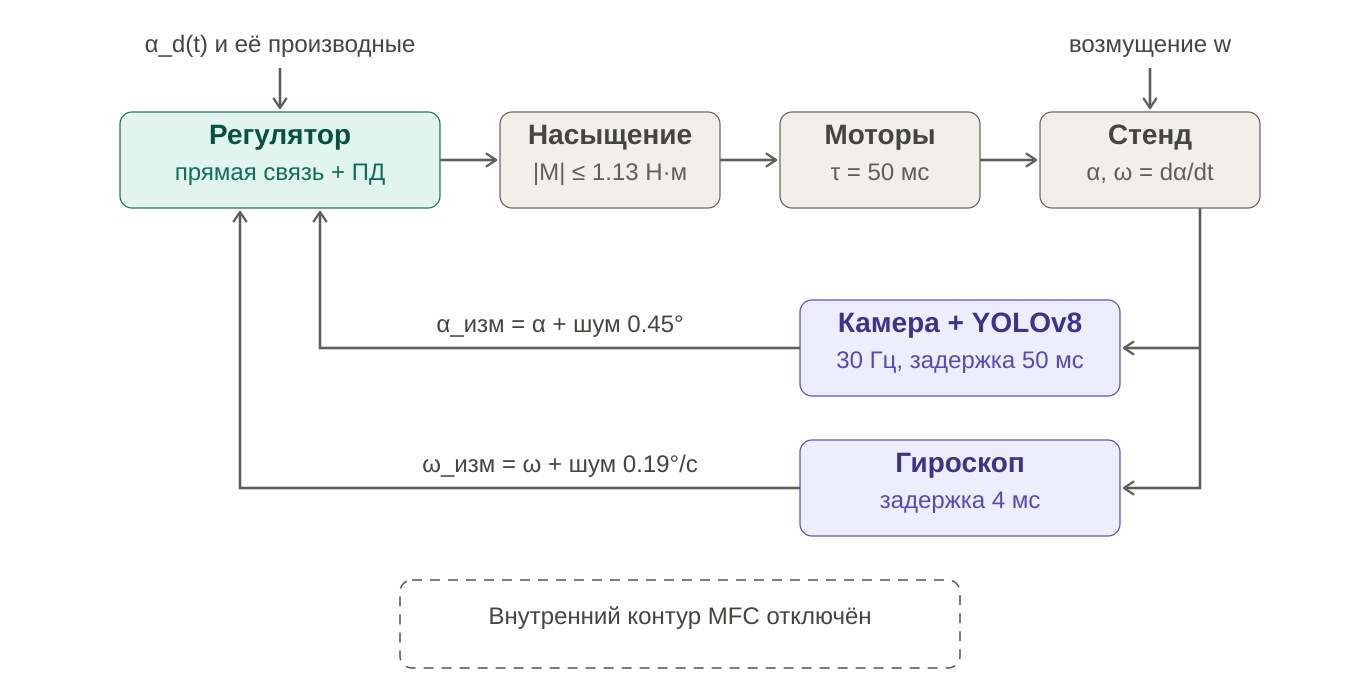 α_d(t) и её производные
возмущение w
Регулятор
прямая связь + ПД
Насыщение
|M| ≤ 1.13 Н·м
Моторы
τ = 50 мс
Стенд
α, ω = dα/dt
α_изм = α + шум 0.45°
Камера + YOLOv8
30 Гц, задержка 50 мс
ω_изм = ω + шум 0.19°/с
Гироскоп
задержка 4 мс
Внутренний контур MFC отключён